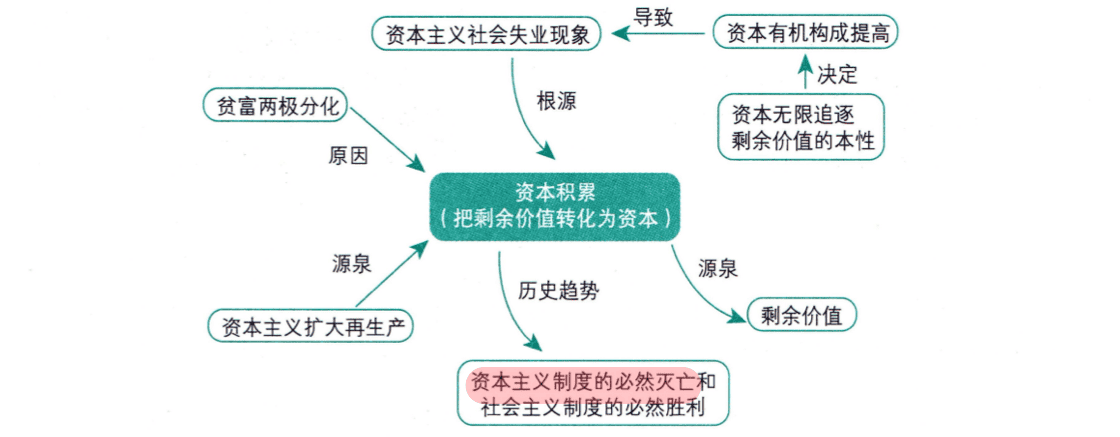 导致
资本主义社会失业现象
资本有机构成提高
决定
根源
贫富两极分化
资本无限追逐
剩余价值的本性
原因
资本积累
（把剩余价值转化为资本）
源泉
源泉
历史趋势
剩余价值
资本主义扩大再生产
资本主义制度的必然灭亡和
社会主义制度的必然胜利